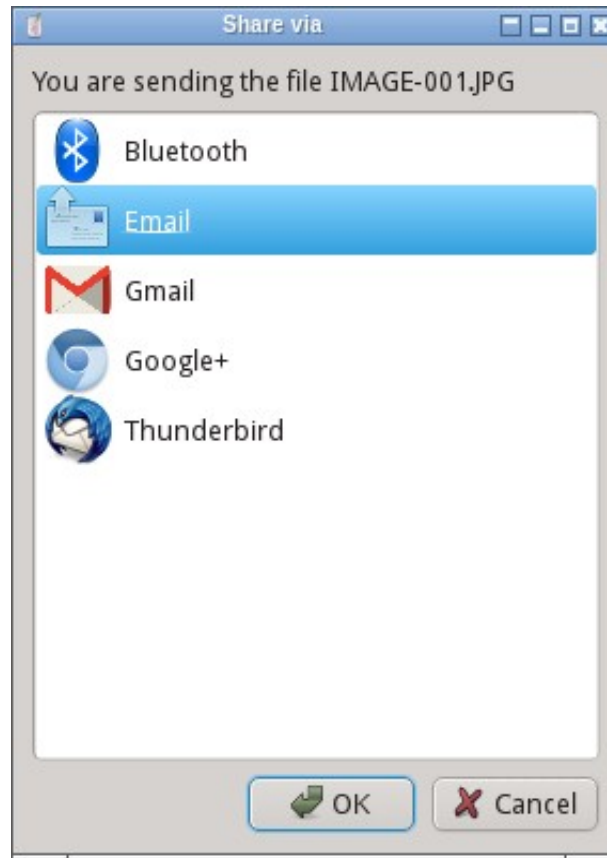 Share via
You are sending the file IMAGE-001.JPG
Bluetooth
Email
Gmail
Google+
Thunderbird
OK
Cancel